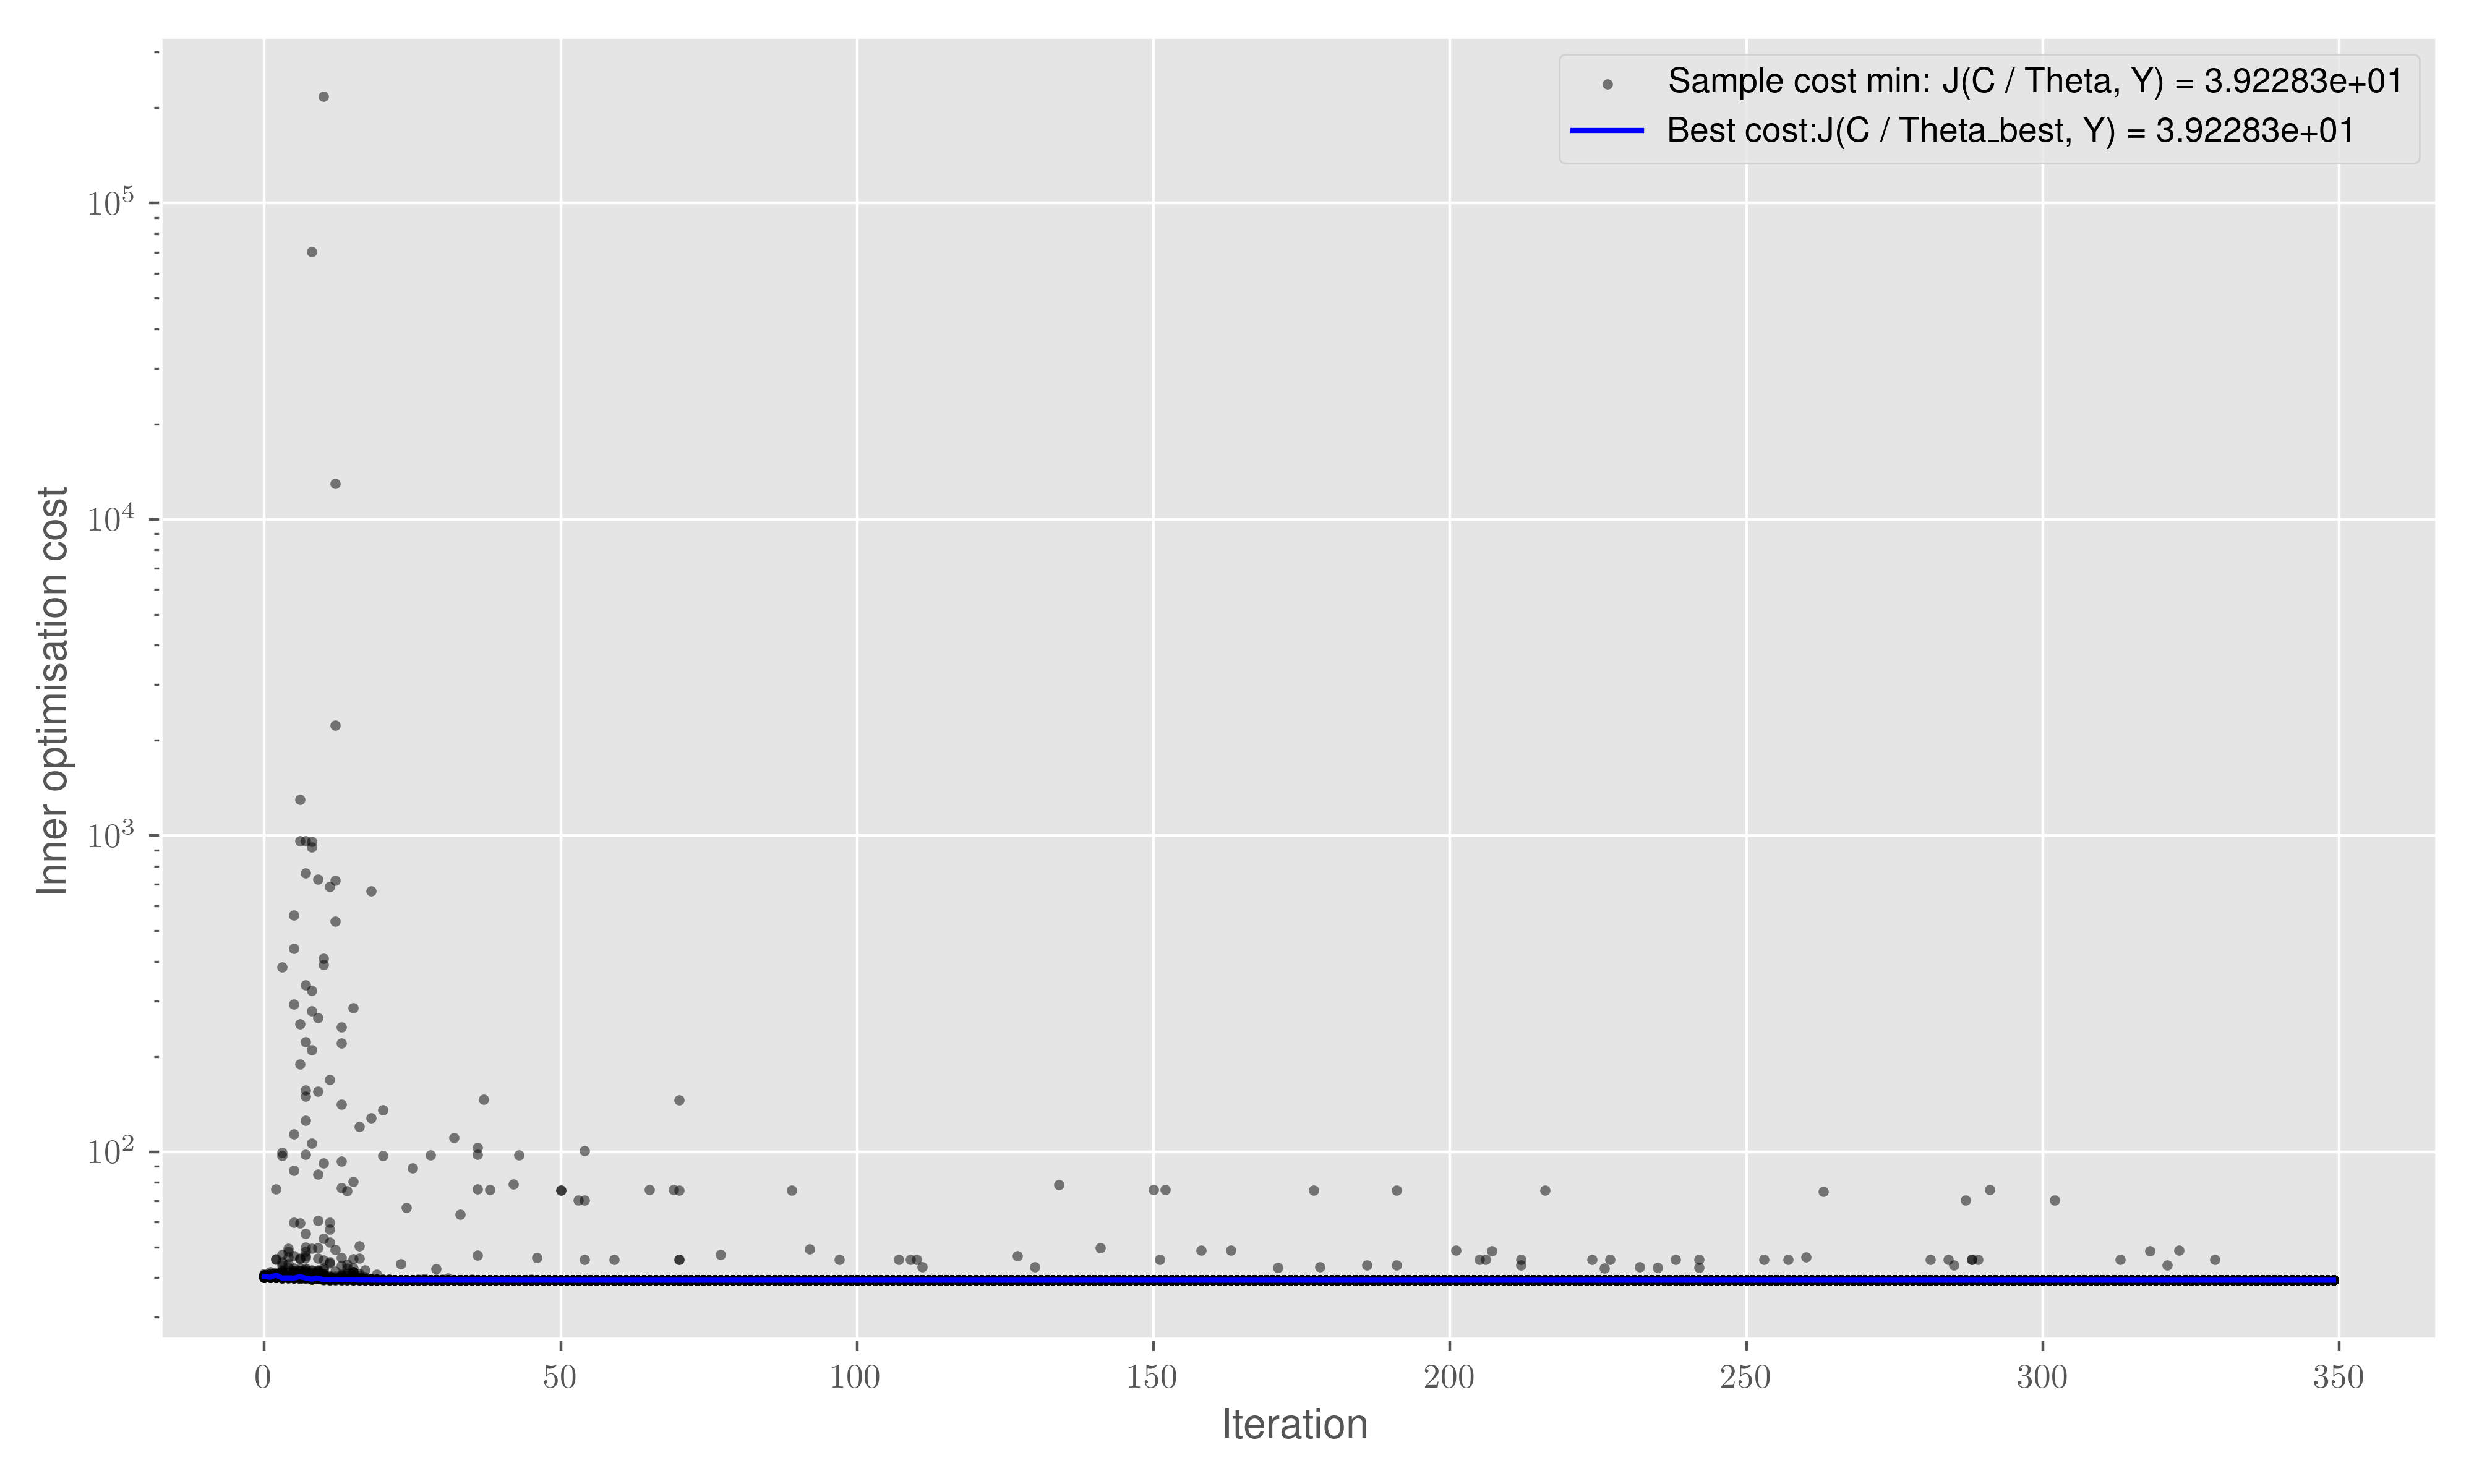 Sample cost min: J(C / Theta, Y) = 3.92283e+01
Best cost:J(C / Theta_best, Y) = 3.92283e+01
10^5
10^4
10^3
10^2
Inner optimisation cost
0 50 100 150 200 250 300 350
Iteration